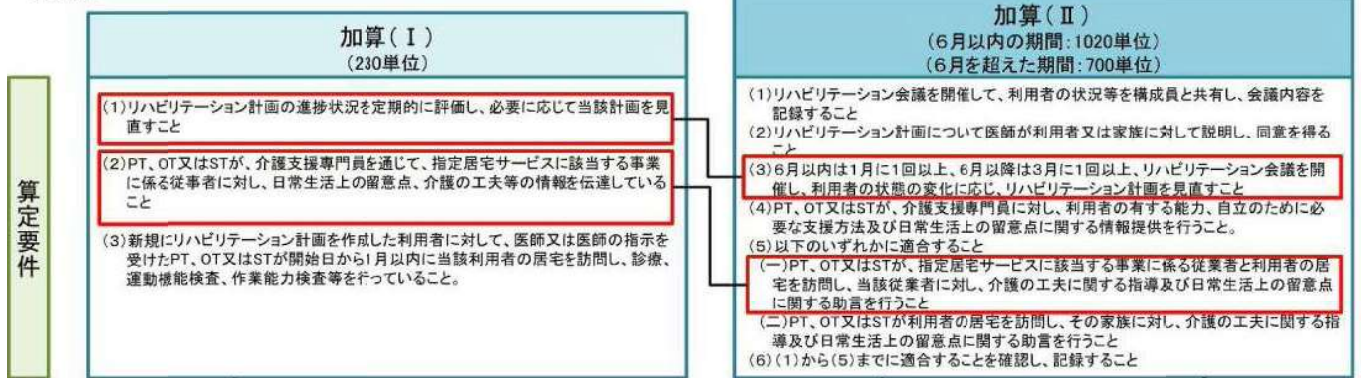 算定要件
加算(Ⅰ)
(230単位)
(1)リハビリテーション計画の進捗状況を定期的に評価し、必要に応じて当該計画を見
直すこと
(2)PT、OT又はSTが、介護支援専門員を通じて、指定居宅サービスに該当する事業
に係る従事者に対し、日常生活上の留意点、介護の工夫等の情報を伝達している
こと
(3)新規にリハビリテーション計画を作成した利用者に対して、医師又は医師の指示を
受けたPT、OT又はSTが開始日から1月以内に当該利用者の居宅を訪問し、診療、
運動機能検査、作業能力検査等を行っていること。
加算(Ⅱ)
(6月以内の期間:1020単位)
(6月を超えた期間:700単位)
(1)リハビリテーション会議を開催して、利用者の状況等を構成員と共有し、会議内容を
記録すること
(2)リハビリテーション計画について医師が利用者又は家族に対して説明し、同意を得る
こと
(3)6月以内は1月に1回以上、6月以降は3月に1回以上、リハビリテーション会議を開
催し、利用者の状態の変化に応じ、リハビリテーション計画を見直すこと
(4)PT、OT又はSTが、介護支援専門員に対し、利用者の有する能力、自立のために必
要な支援方法及び日常生活上の留意点に関する情報提供を行うこと。
(5)以下のいずれかに適合すること
(一)PT、OT又はSTが、指定居宅サービスに該当する事業に係る従業者と利用者の居
宅を訪問し、当該従業者に対し、介護の工夫に関する指導及び日常生活上の留意点
に関する助言を行うこと
(二)PT、OT又はSTが利用者の居宅を訪問し、その家族に対し、介護の工夫に関する指
導及び日常生活上の留意点に関する助言を行うこと
(6)(1)から(5)までに適合することを確認し、記録すること